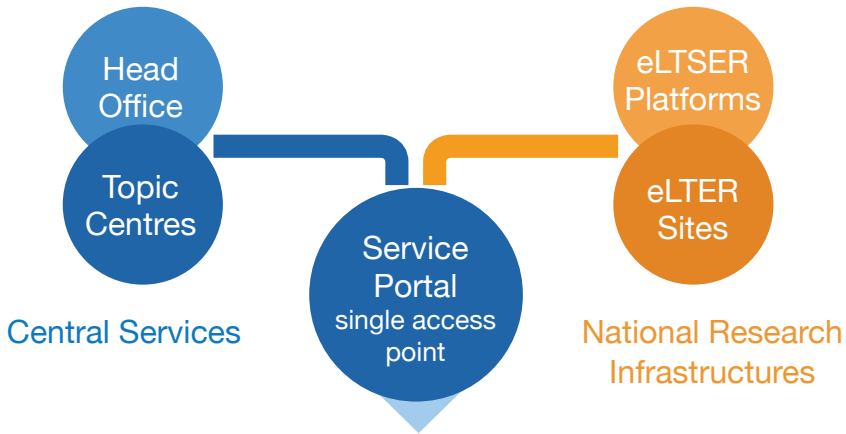 Head
Office
Topic
Centres
Central Services
Service
Portal
single access
point
eLTSER
Platforms
eLTER
Sites
National Research
Infrastructures